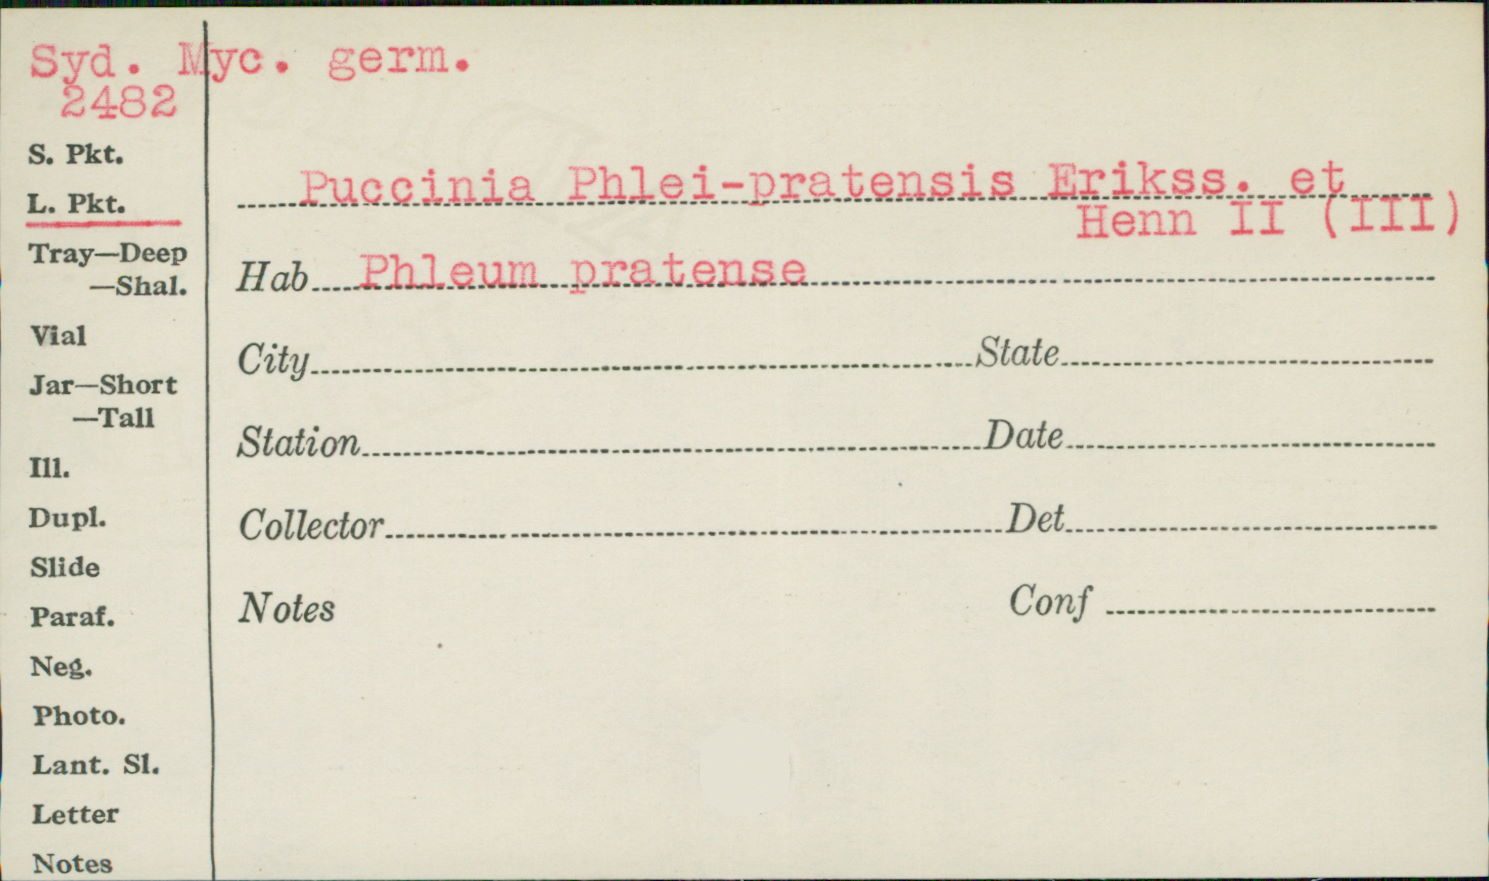 Syd. Myc. germ.
2482
S. Pkt.
L. Pkt.
Tray—Deep
—Shal.
Vial
Jar—Short
—Tall
Ill.
Dupl.
Slide
Paraf.
Neg.
Photo.
Lant. Sl.
Letter
Notes
Puccinia Phlei-pratensis Erikss. et
Henn II (III)
Hab Phleum pratense
City State
Station Date
Collector Det
Notes Conf